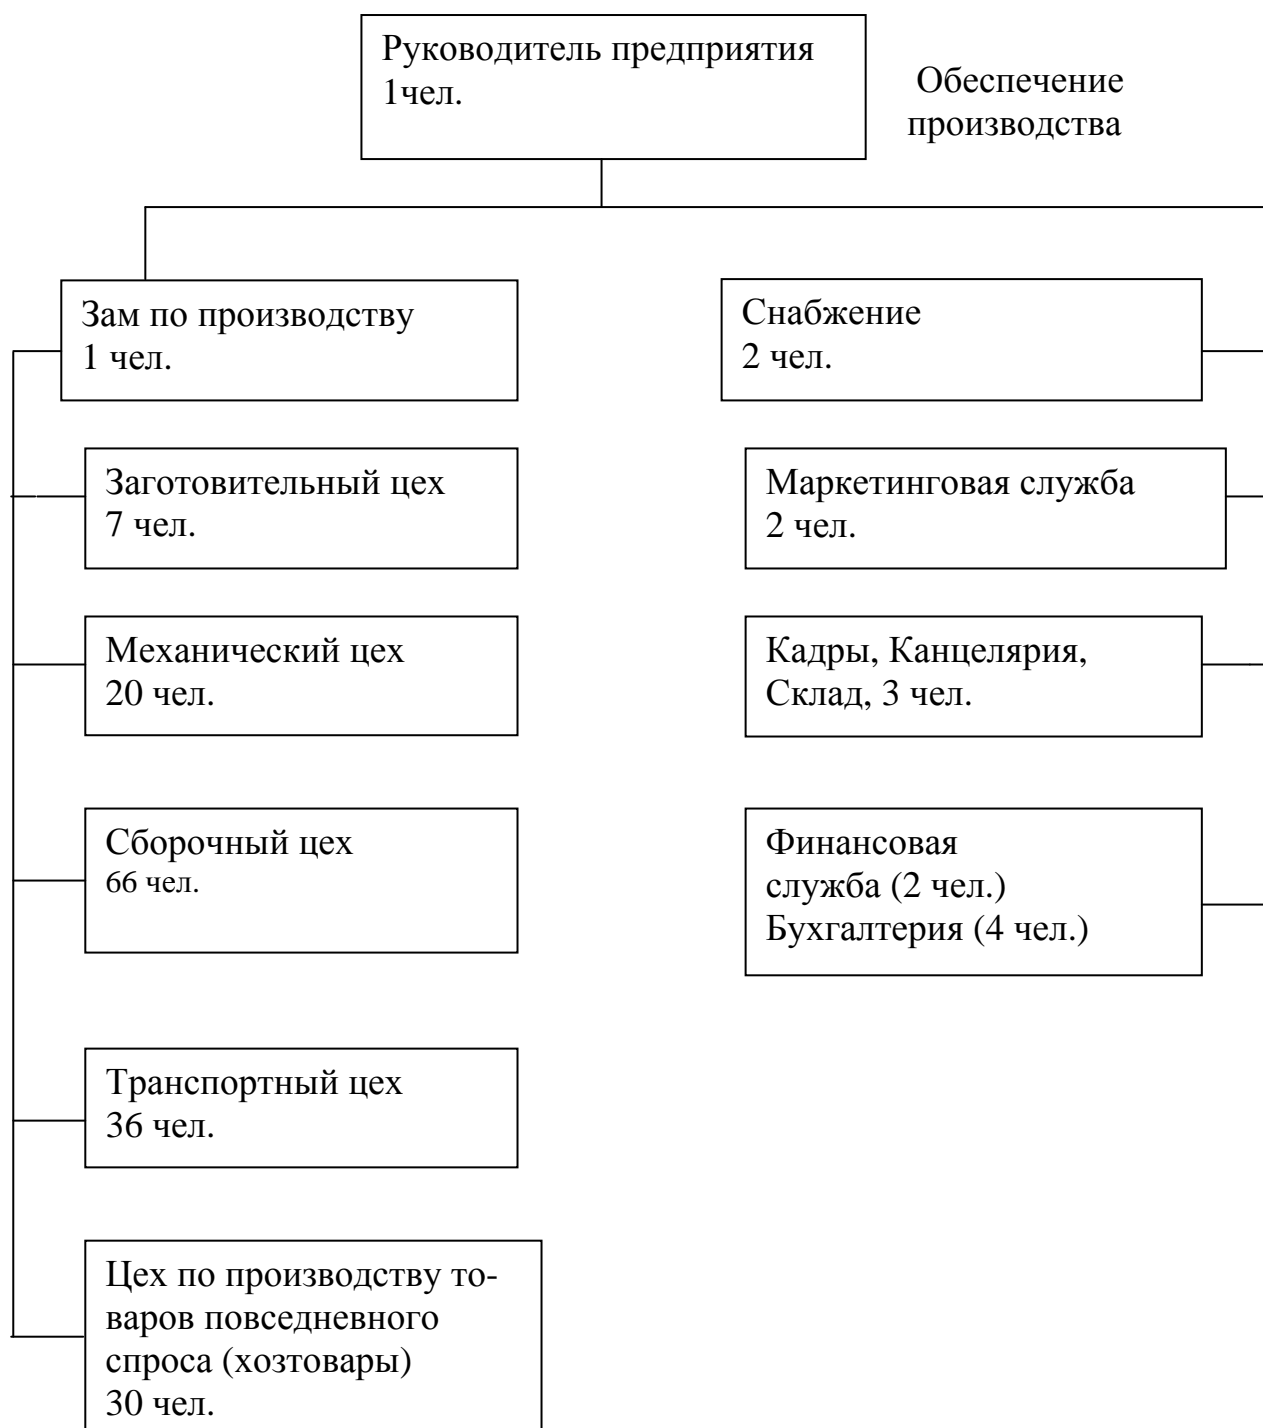 Руководитель предприятия
1чел.
Обеспечение
производства
Зам по производству
1 чел.
Снабжение
2 чел.
Заготовительный цех
7 чел.
Маркетинговая служба
2 чел.
Механический цех
20 чел.
Кадры, Канцелярия,
Склад, 3 чел.
Сборочный цех
66 чел.
Финансовая
служба (2 чел.)
Бухгалтерия (4 чел.)
Транспортный цех
36 чел.
Цех по производству то-
варов повседневного
спроса (хозтовары)
30 чел.